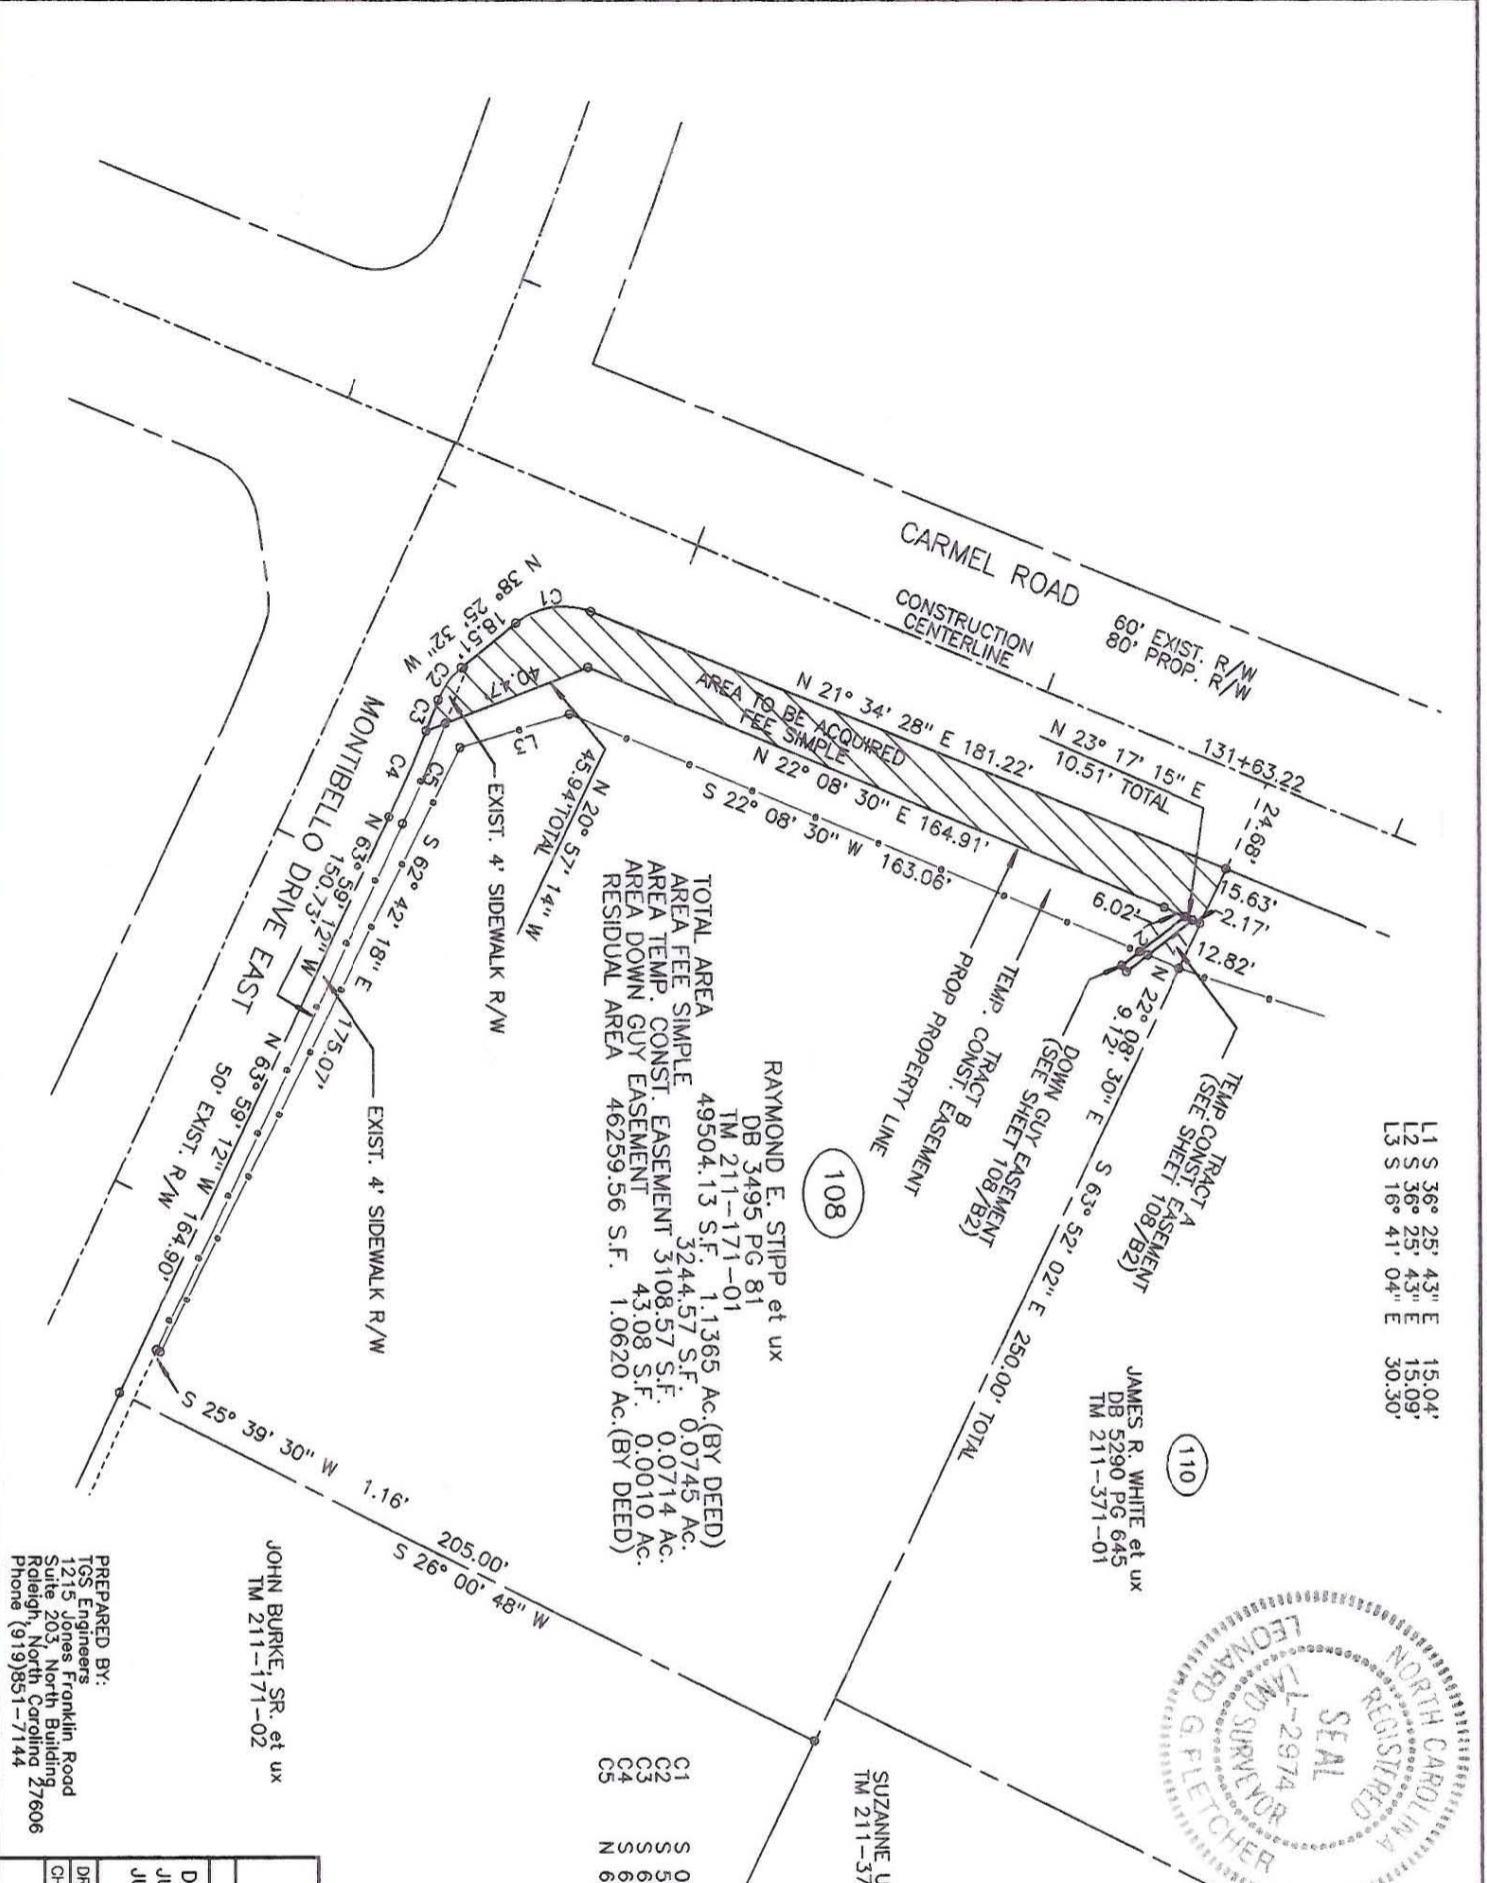 L1 S 36° 25' 43" E 15.04'
L2 S 36° 25' 43" E 15.09'
L3 S 16° 41' 04" E 30.30'
110
JAMES R. WHITE et ux
DB 5290 PG 645
TM 211-371-01
NORTH CAROLINA
REGISTERED
SEAL
L-2974
LAND SURVEYOR
LEONARD G. FLETCHER
CARMEL ROAD
60' EXIST. R/W
80' PROP. R/W
CONSTRUCTION
CENTERLINE
131+63.22
24.68'
N 23° 17' 15" E
10.51' TOTAL
N 21° 34' 28" E 181.22'
AREA TO BE ACQUIRED
FEE SIMPLE
N 22° 08' 30" E 164.91'
S 22° 08' 30" W 163.06'
15.63'
2.17'
12.82'
6.02'
N 22° 08' 30" E
9.12'
TRACT A
TEMP. CONST. EASEMENT
(SEE SHEET 108/B2)
DOWN GUY EASEMENT
(SEE SHEET 108/B2)
TRACT B
TEMP. CONST. EASEMENT
PROP PROPERTY LINE
S 63° 52' 02" E 250.00' TOTAL
108
RAYMOND E. STIPP et ux
DB 3495 PG 81
TM 211-171-01
TOTAL AREA 49504.13 S.F. 1.1365 Ac.(BY DEED)
AREA FEE SIMPLE 3244.57 S.F. 0.0745 Ac.
AREA TEMP. CONST. EASEMENT 3108.57 S.F. 0.0714 Ac.
AREA DOWN GUY EASEMENT 43.08 S.F. 0.0010 Ac.
RESIDUAL AREA 46259.56 S.F. 1.0620 Ac.(BY DEED)
C1
N 38° 25' 32" W
18.51'
C2
C3
C4
C5
40.47
L3
N 20° 57' 14" W
45.94' TOTAL
EXIST. 4' SIDEWALK R/W
S 62° 42' 18" E 175.07'
N 63° 59' 12" W
150.73'
MONTIBELLO DRIVE EAST
N 63° 59' 12" W 164.90'
50' EXIST. R/W
EXIST. 4' SIDEWALK R/W
S 25° 39' 30" W 1.16'
205.00'
S 26° 00' 48" W
SUZANNE
TM 211-37
C1 S 0
C2 S 5
C3 S 6
C4 S 6
C5 N 6
JOHN BURKE, SR. et ux
TM 211-171-02
PREPARED BY:
TGS Engineers
1215 Jones Franklin Road
Suite 203, North Building
Raleigh, North Carolina 27606
Phone (919)851-7144